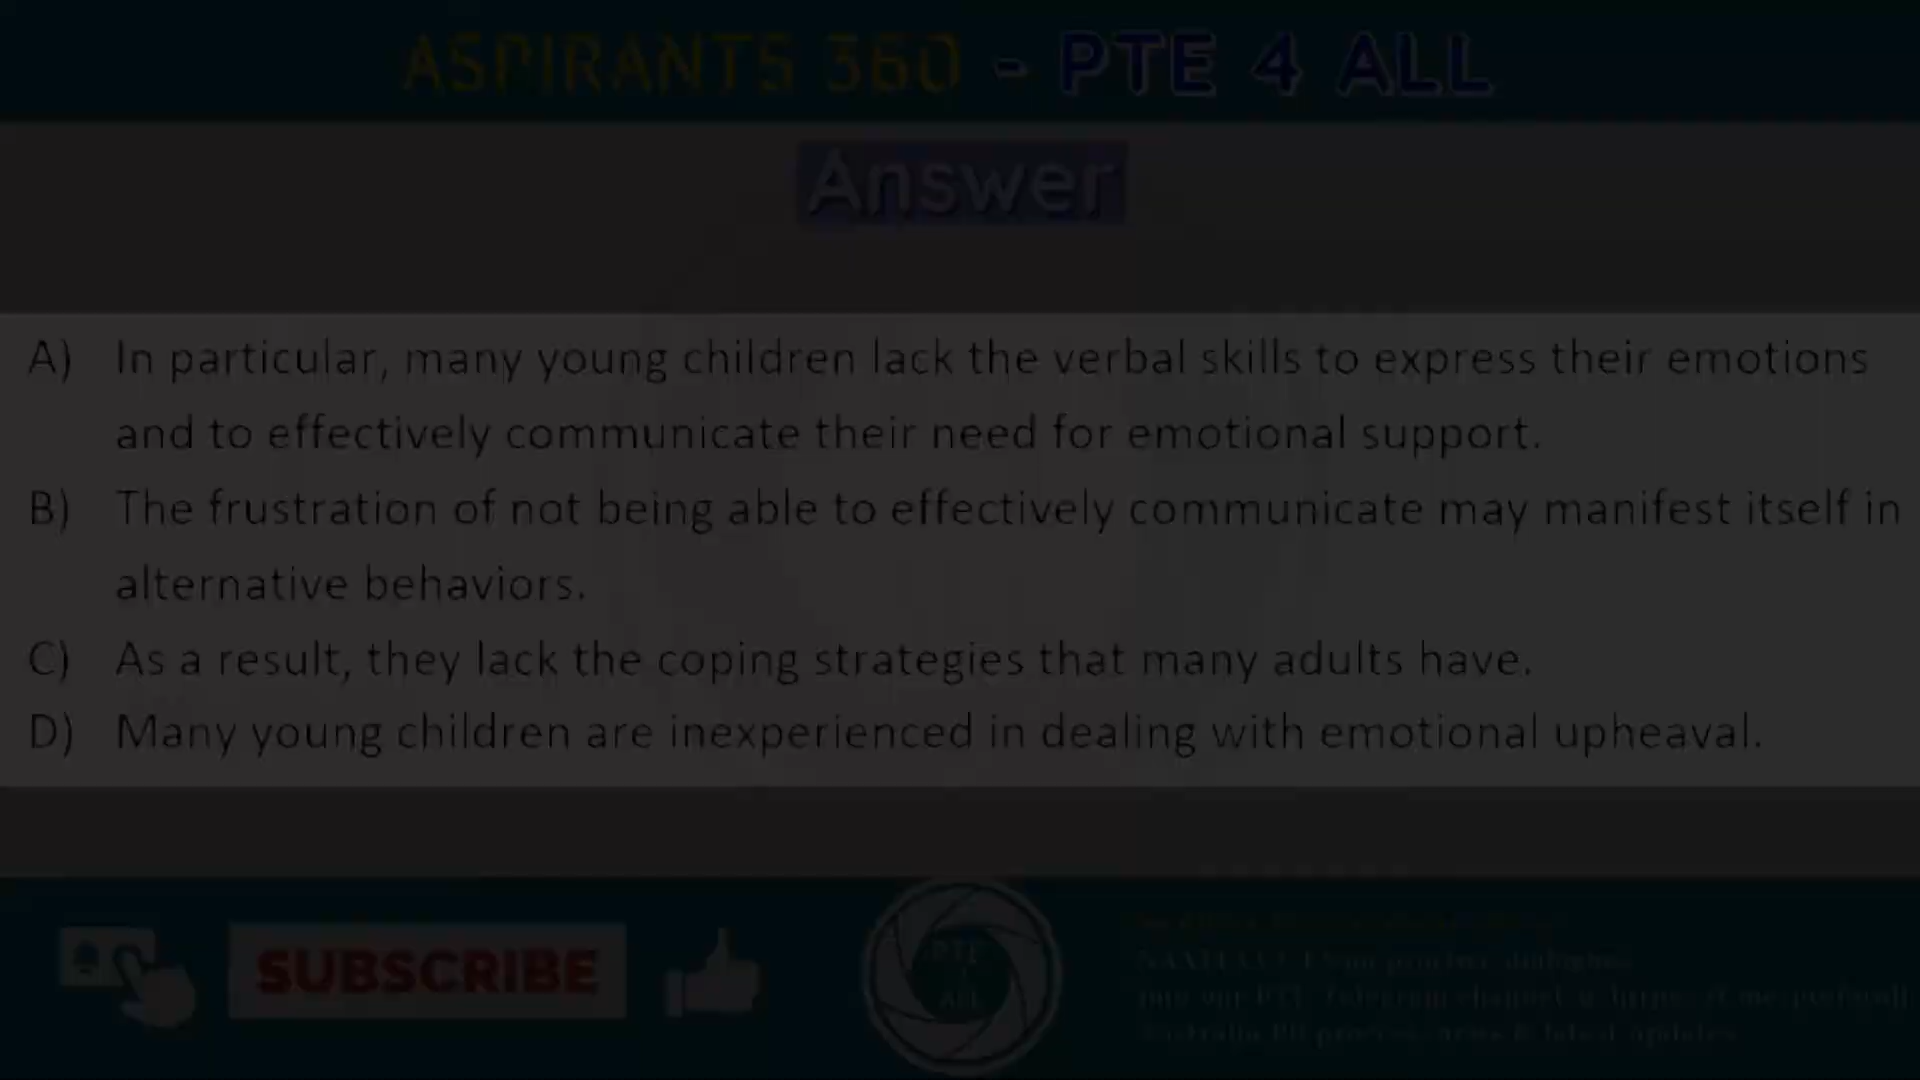 ASPIRANTS 360 - PTE 4 ALL
Answer
A) In particular, many young children lack the verbal skills to express their emotions
and to effectively communicate their need for emotional support.
B) The frustration of not being able to effectively communicate may manifest itself in
alternative behaviors.
C) As a result, they lack the coping strategies that many adults have.
D) Many young children are inexperienced in dealing with emotional upheaval.
SUBSCRIBE
PTE
4
ALL